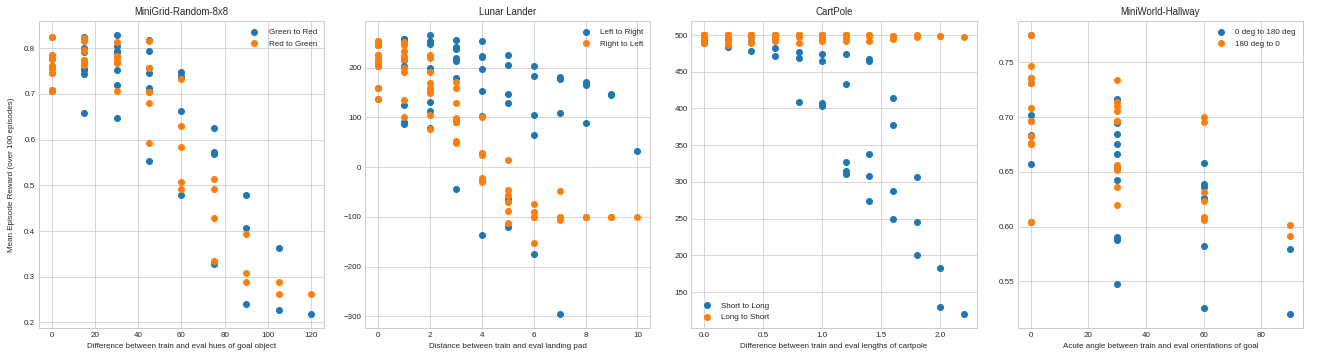 MiniGrid-Random-8x8
Mean Episode Reward (over 100 episodes)
0.8
0.7
0.6
0.5
0.4
0.3
0.2
Green to Red
Red to Green
0 20 40 60 80 100 120
Difference between train and eval hues of goal object
Lunar Lander
200
100
0
−100
−200
−300
Left to Right
Right to Left
0 2 4 6 8 10
Distance between train and eval landing pad
CartPole
500
450
400
350
300
250
200
150
Short to Long
Long to Short
0.0 0.5 1.0 1.5 2.0
Difference between train and eval lengths of cartpole
MiniWorld-Hallway
0.75
0.70
0.65
0.60
0.55
0 deg to 180 deg
180 deg to 0
0 20 40 60 80
Acute angle between train and eval orientations of goal